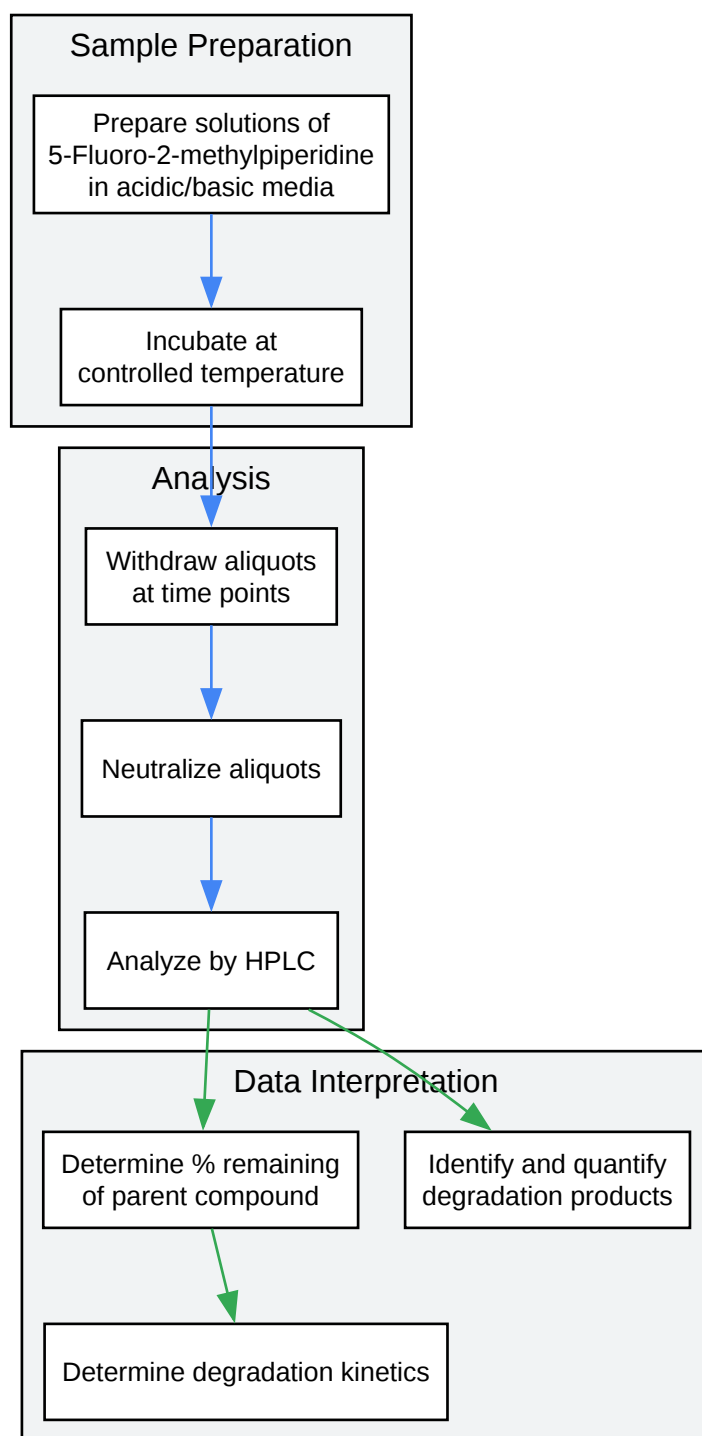 Sample Preparation
Prepare solutions of
5-Fluoro-2-methylpiperidine
in acidic/basic media
Incubate at
controlled temperature
Analysis
Withdraw aliquots
at time points
Neutralize aliquots
Analyze by HPLC
Data Interpretation
Determine % remaining
of parent compound
Identify and quantify
degradation products
Determine degradation kinetics